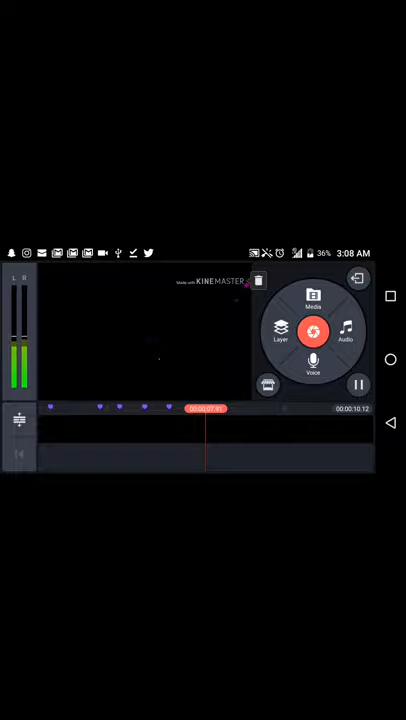 36% 3:08 AM
L R
Made with KINEMASTER
Media
Layer
Audio
Voice
00:00:07.91
00:00:10.12